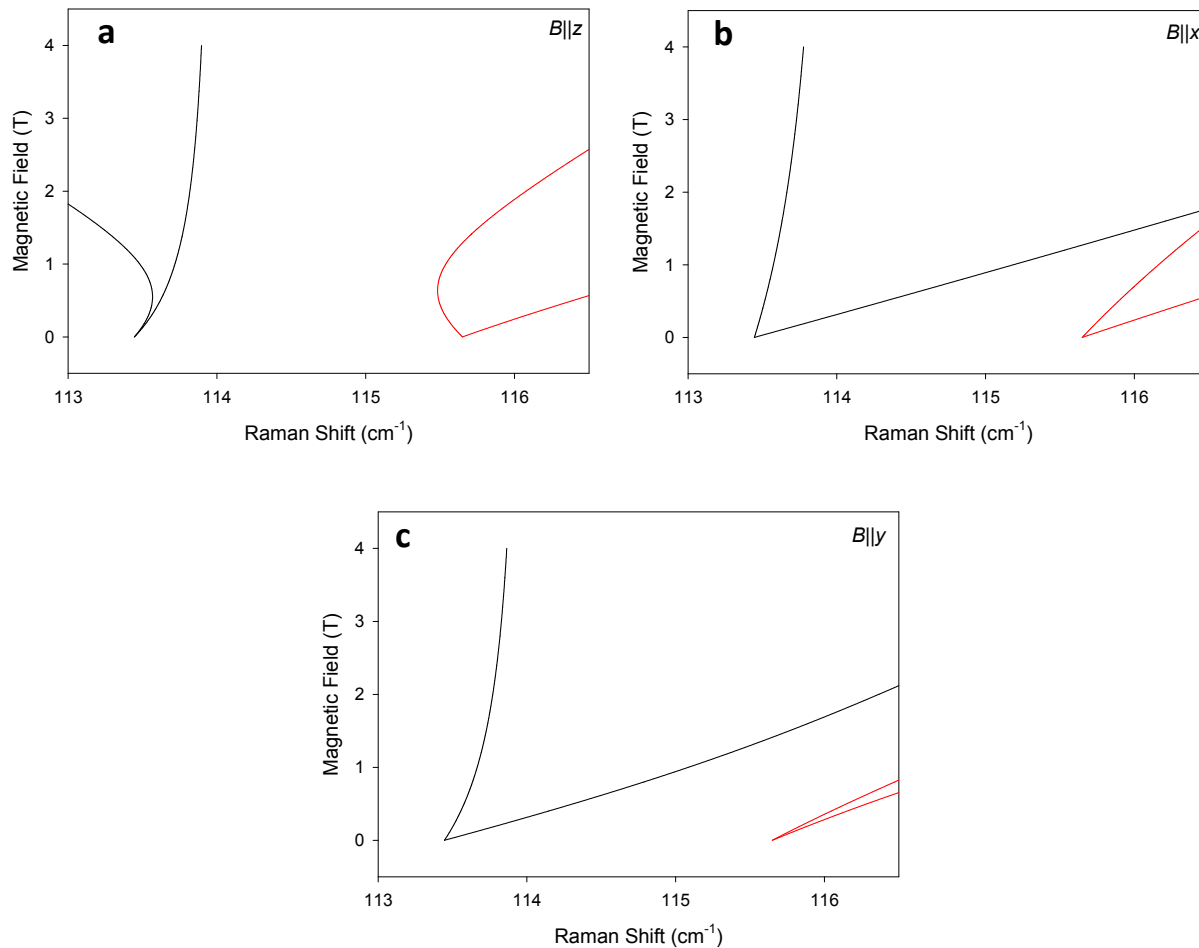 a
B||z
Magnetic Field (T)
4
3
2
1
0
113
114
115
116
Raman Shift (cm⁻¹)
b
B||x
Magnetic Field (T)
4
3
2
1
0
113
114
115
116
Raman Shift (cm⁻¹)
c
B||y
Magnetic Field (T)
4
3
2
1
0
113
114
115
116
Raman Shift (cm⁻¹)